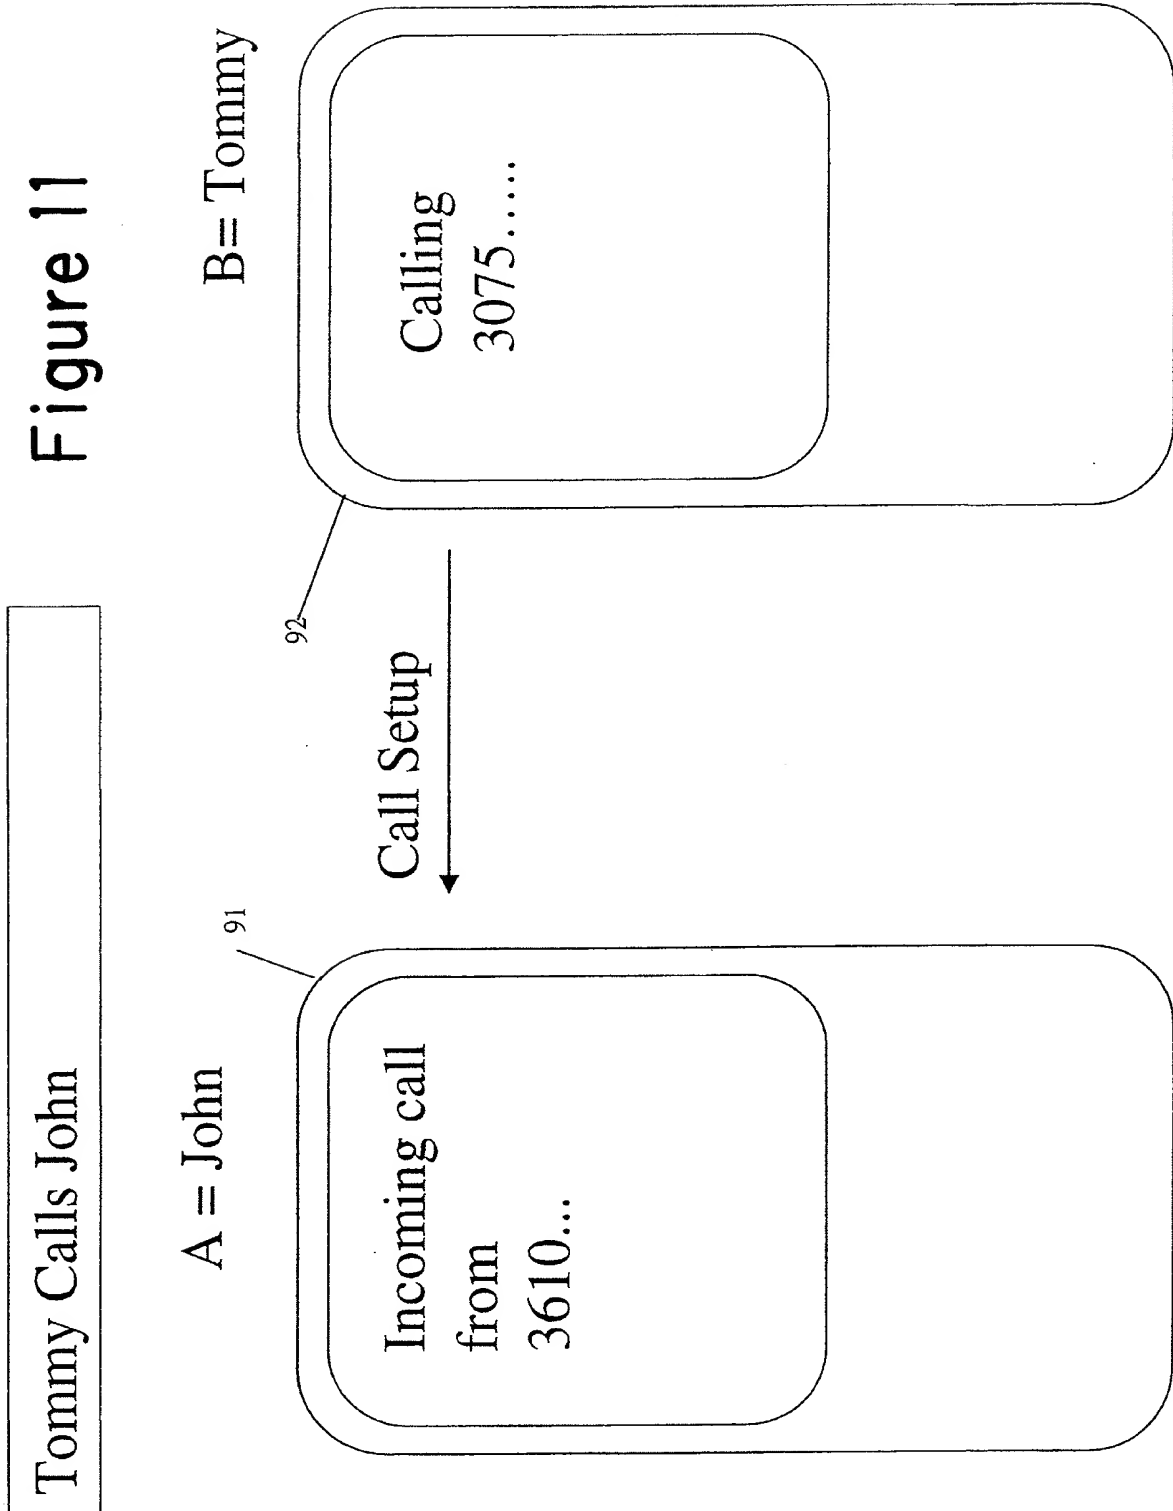 Figure 11
Tommy Calls John
A = John
B= Tommy
91
92
Incoming call
from
3610...
Call Setup
Calling
3075......